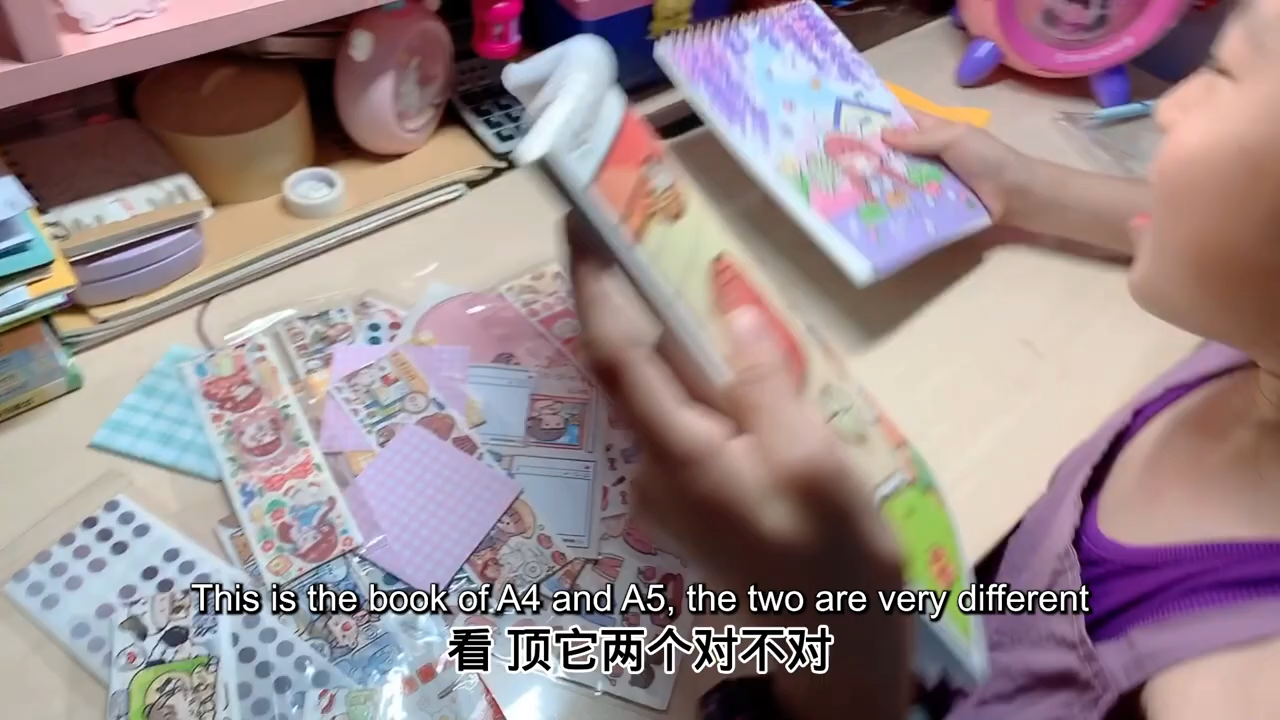 This is the book of A4 and A5, the two are very different
看 顶它两个对不对